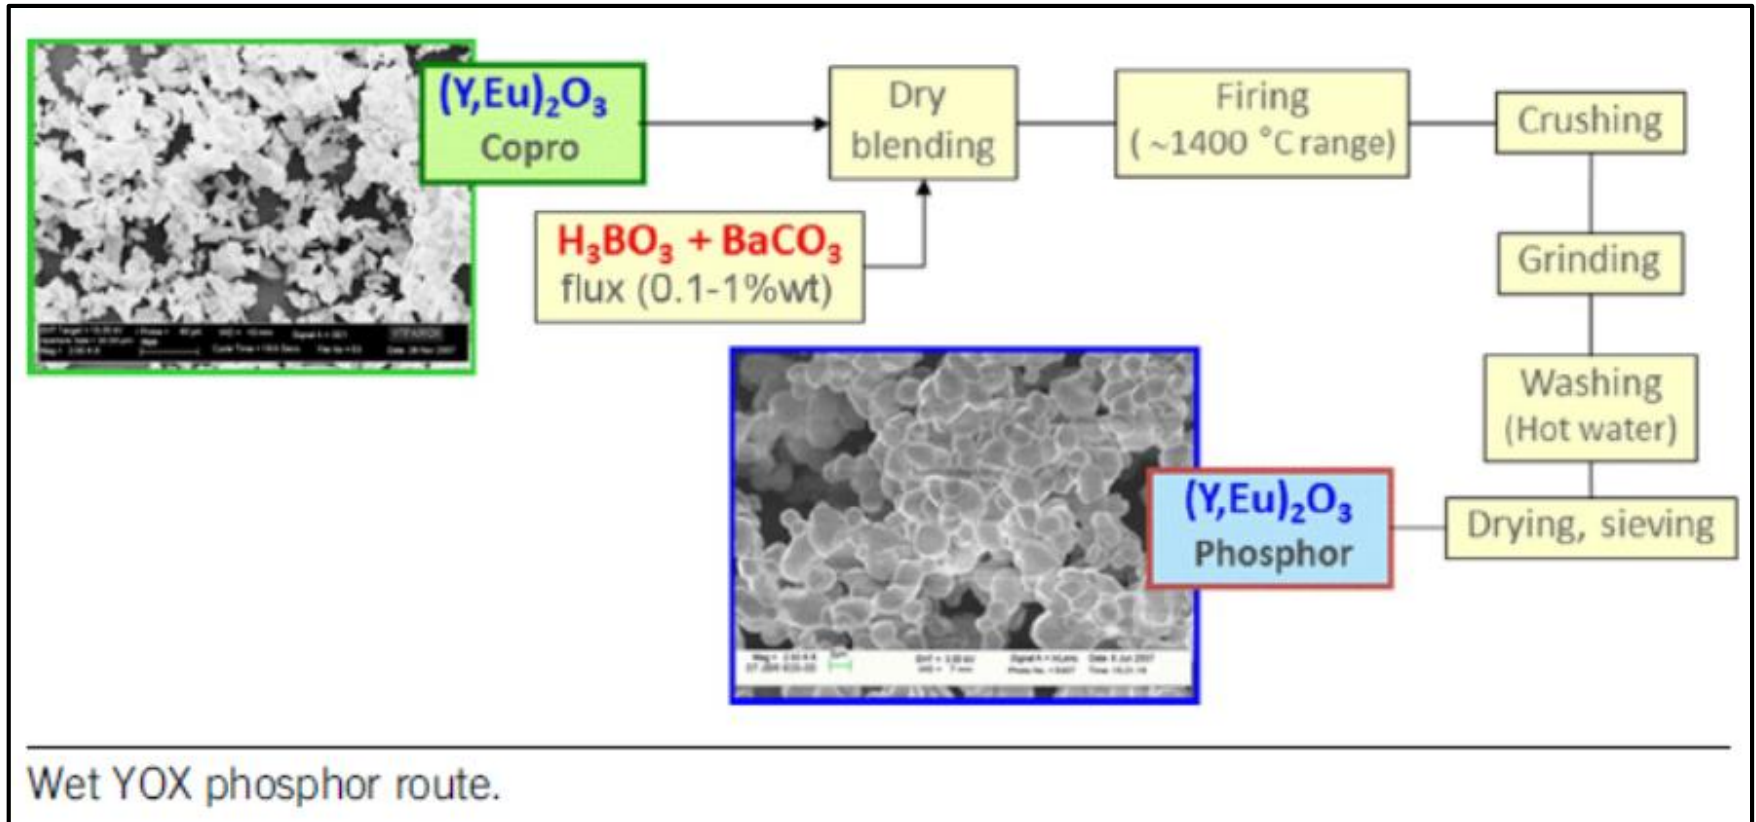 (Y,Eu)₂O₃
Copro
Dry
blending
Firing
(~1400 °C range)
Crushing
H₃BO₃ + BaCO₃
flux (0.1-1%wt)
Grinding
Washing
(Hot water)
(Y,Eu)₂O₃
Phosphor
Drying, sieving
Wet YOX phosphor route.